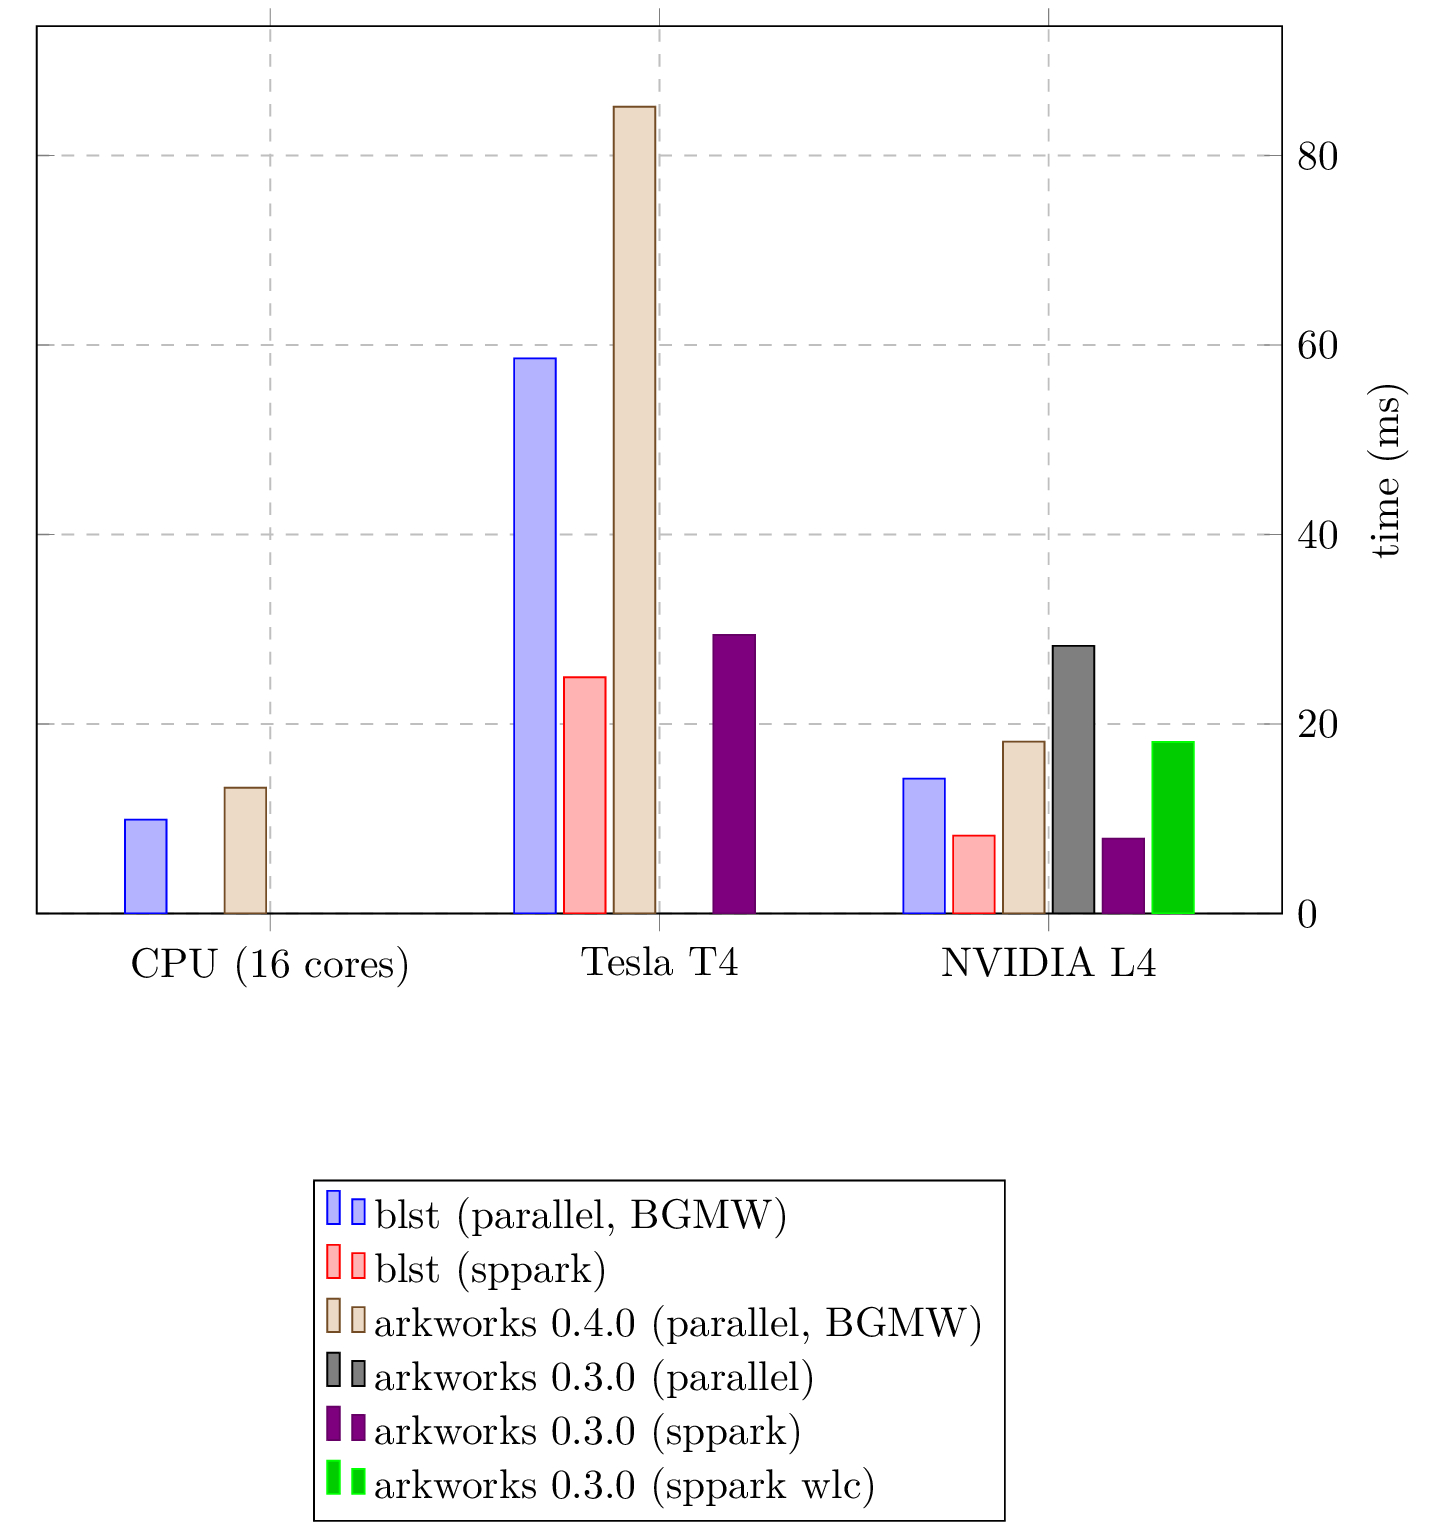 80
60
40
20
0
time (ms)
CPU (16 cores)
Tesla T4
NVIDIA L4
blst (parallel, BGMW)
blst (sppark)
arkworks 0.4.0 (parallel, BGMW)
arkworks 0.3.0 (parallel)
arkworks 0.3.0 (sppark)
arkworks 0.3.0 (sppark wlc)